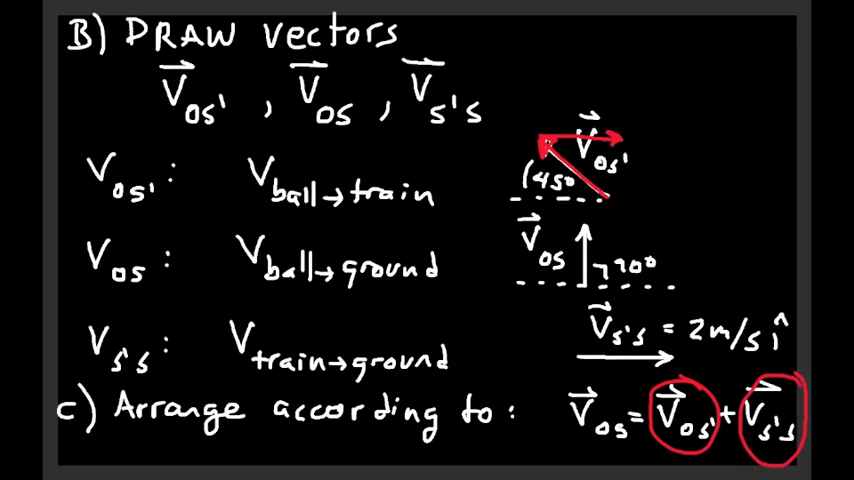 B) DRAW vectors
V⃗os' , V⃗os , V⃗s's
Vos' : Vball→train
V⃗os'
(45°
Vos : Vball→ground
V⃗os
90°
Vs's : Vtrain→ground
V⃗s's = 2m/s î
C) Arrange according to : V⃗os = V⃗os' + V⃗s's